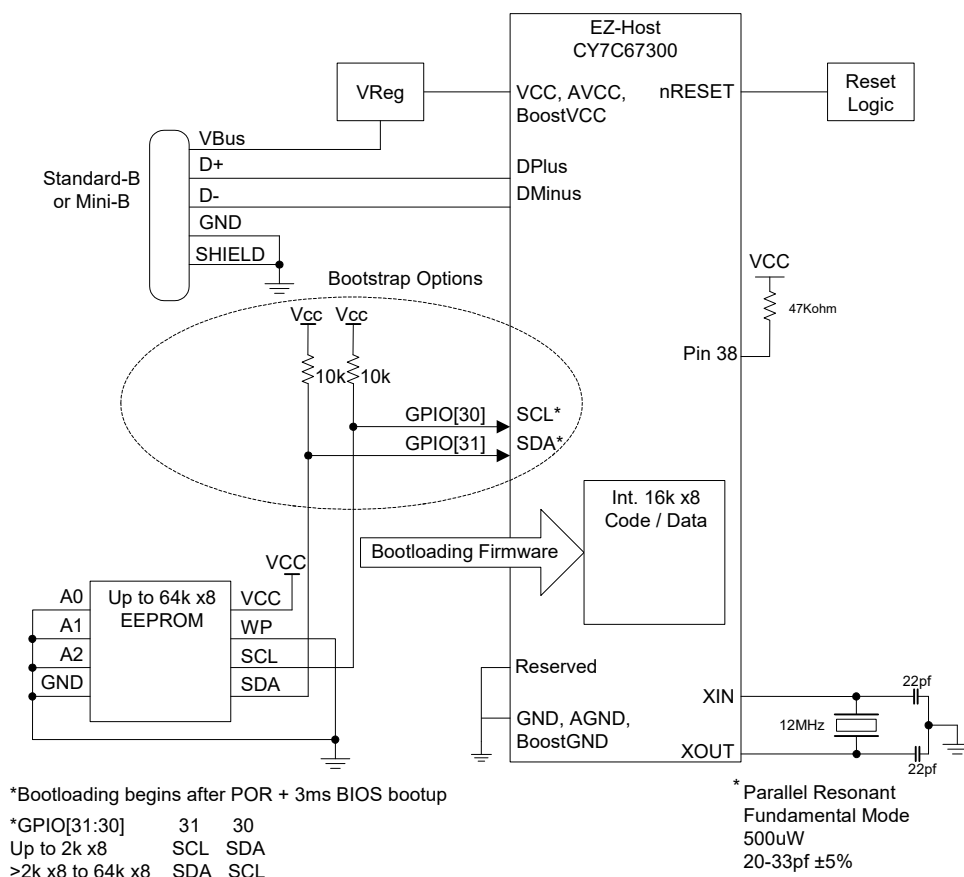 EZ-Host
CY7C67300
VReg
VCC, AVCC,
BoostVCC
nRESET
Reset
Logic
VBus
D+
DPlus
Standard-B
or Mini-B
D-
DMinus
GND
SHIELD
Bootstrap Options
VCC
47Kohm
Pin 38
Vcc
Vcc
10k
10k
GPIO[30]
SCL*
GPIO[31]
SDA*
Int. 16k x8
Code / Data
Bootloading Firmware
VCC
A0
A1
A2
GND
Up to 64k x8
EEPROM
VCC
WP
SCL
SDA
Reserved
GND, AGND,
BoostGND
XIN
XOUT
22pf
12MHz
22pf
*Bootloading begins after POR + 3ms BIOS bootup
*GPIO[31:30] 31 30
Up to 2k x8 SCL SDA
>2k x8 to 64k x8 SDA SCL
* Parallel Resonant
Fundamental Mode
500uW
20-33pf ±5%